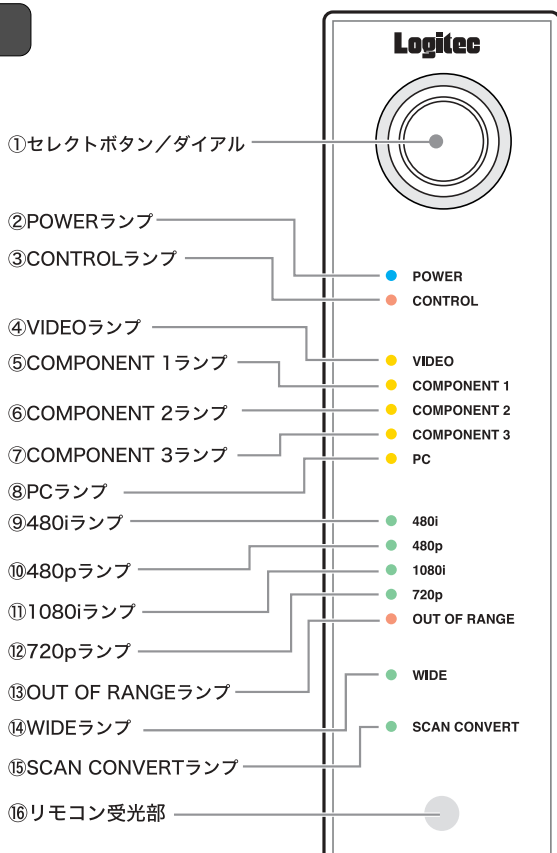 Logitec
①セレクトボタン／ダイアル
②POWERランプ
③CONTROLランプ
④VIDEOランプ
⑤COMPONENT 1ランプ
⑥COMPONENT 2ランプ
⑦COMPONENT 3ランプ
⑧PCランプ
⑨480iランプ
⑩480pランプ
⑪1080iランプ
⑫720pランプ
⑬OUT OF RANGEランプ
⑭WIDEランプ
⑮SCAN CONVERTランプ
⑯リモコン受光部
POWER
CONTROL
VIDEO
COMPONENT 1
COMPONENT 2
COMPONENT 3
PC
480i
480p
1080i
720p
OUT OF RANGE
WIDE
SCAN CONVERT